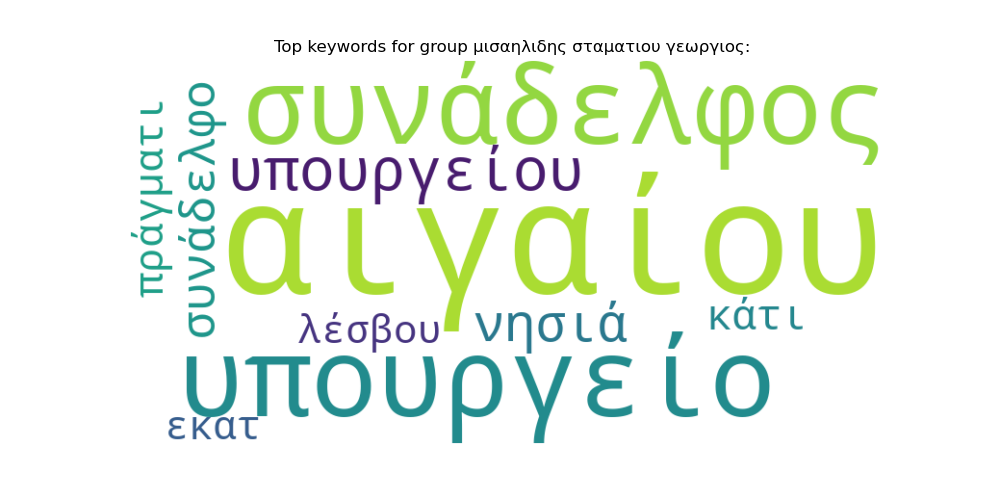 Top keywords for group μισαηλιδης σταματιου γεωργιος:
συνάδελφος
υπουργείου
αιγαίου
πράγματι
συνάδελφο
λέσβου
νησιά
κάτι
υπουργείο
εκατ